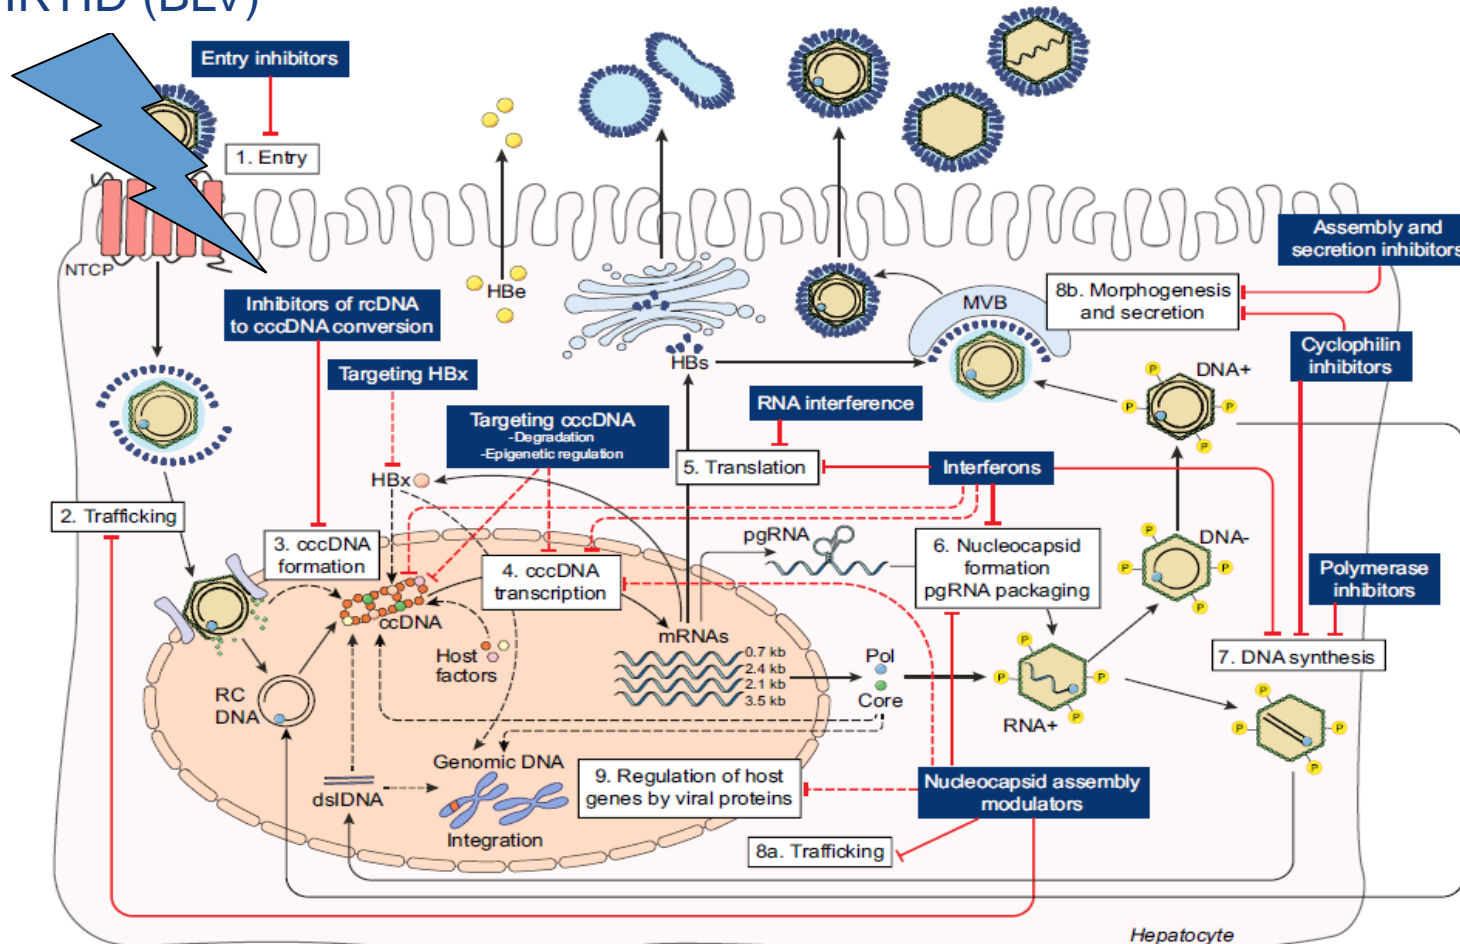 MYR HD (BLV)
Entry inhibitors
1. Entry
NTCP
HBe
Assembly and
secretion inhibitors
Inhibitors of rcDNA
to cccDNA conversion
MVB
8b. Morphogenesis
and secretion
Targeting HBx
HBs
Cyclophilin
inhibitors
DNA+
P
P
P
P
RNA interference
Targeting cccDNA
-Degradation
-Epigenetic regulation
5. Translation
Interferons
HBx
2. Trafficking
3. cccDNA
formation
4. cccDNA
transcription
pgRNA
6. Nucleocapsid
formation
pgRNA packaging
DNA-
P
P
P
P
Polymerase
inhibitors
ccDNA
Host
factors
mRNAs
0.7 kb
2.4 kb
2.1 kb
3.5 kb
Pol
Core
P
P
P
P
RNA+
7. DNA synthesis
P
P
P
P
RC
DNA
Genomic DNA
dslDNA
Integration
9. Regulation of host
genes by viral proteins
Nucleocapsid assembly
modulators
8a. Trafficking
Hepatocyte